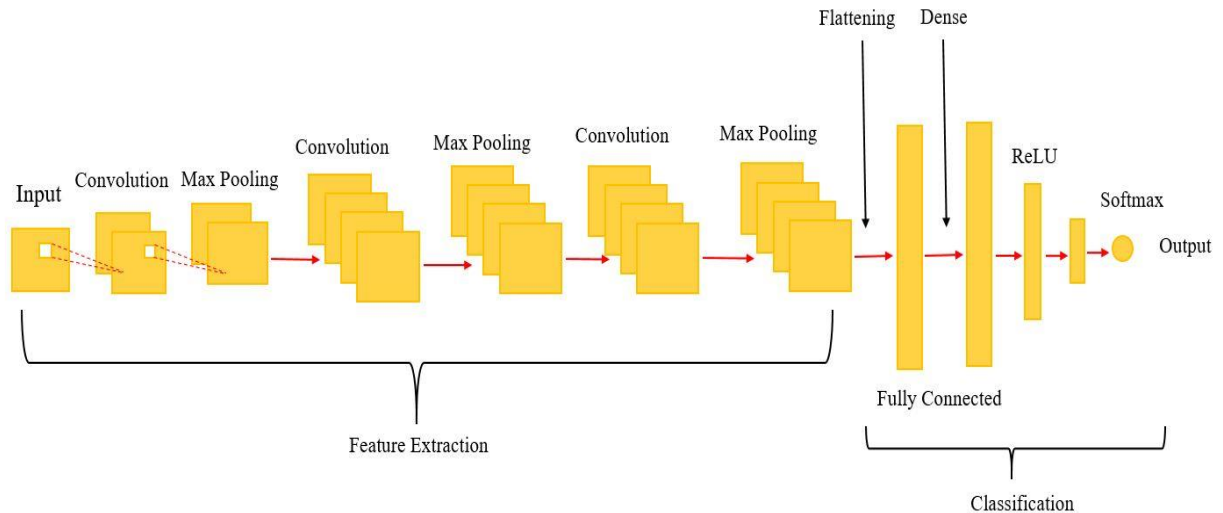 Flattening
Dense
Input
Convolution
Max Pooling
Convolution
Max Pooling
Convolution
Max Pooling
ReLU
Softmax
Output
Fully Connected
Feature Extraction
Classification